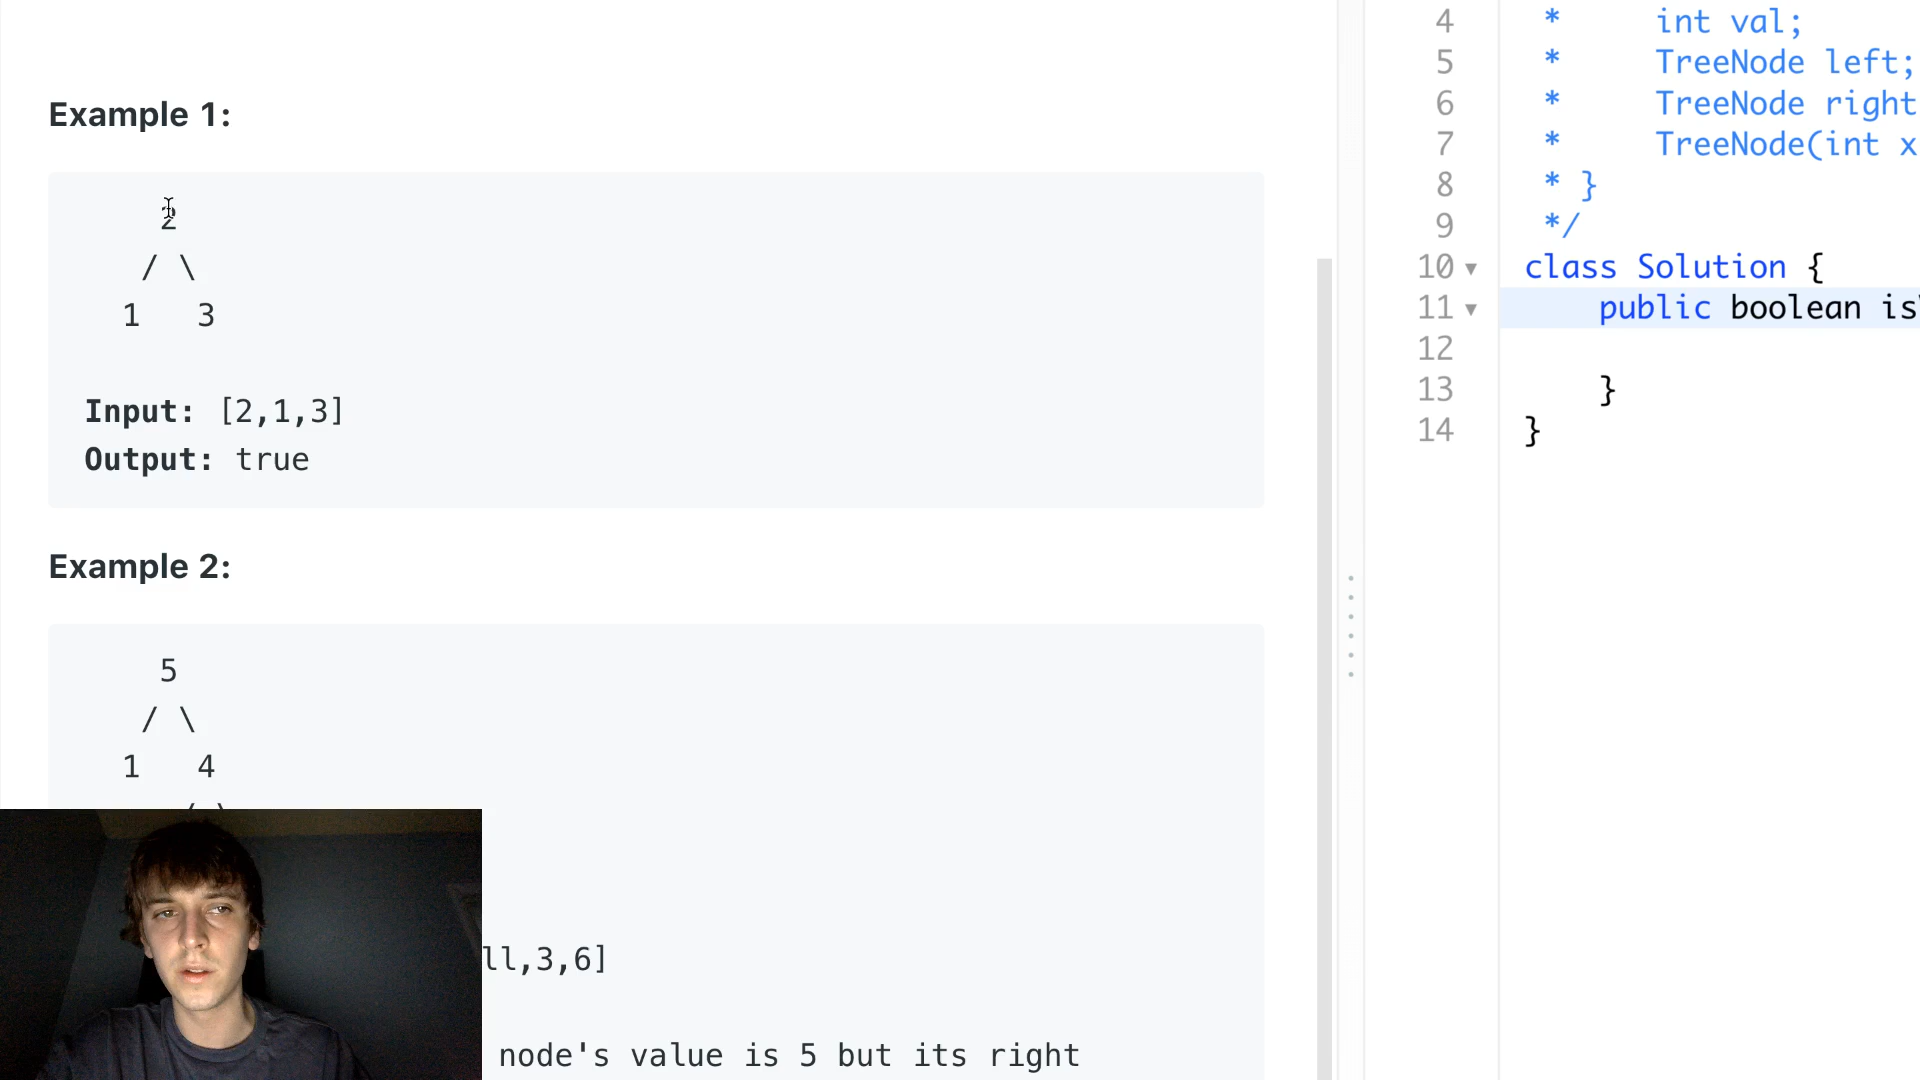 Example 1:
2
/ \
1 3
Input: [2,1,3]
Output: true
Example 2:
5
/ \
1 4
/ \
ll,3,6]
node's value is 5 but its right
4 * int val;
5 * TreeNode left;
6 * TreeNode right
7 * TreeNode(int x
8 * }
9 */
10 class Solution {
11 public boolean is
12
13 }
14 }